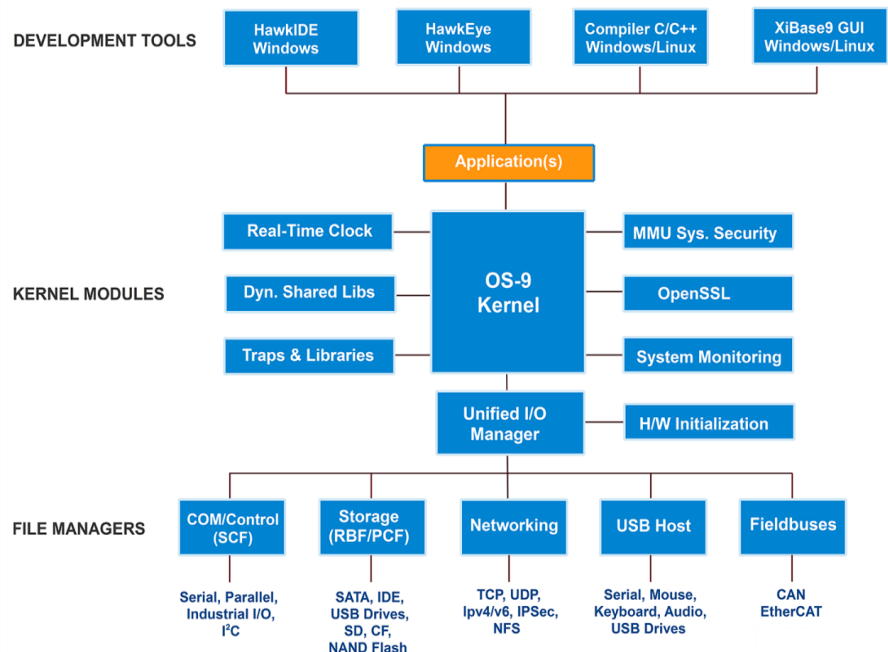 DEVELOPMENT TOOLS
HawkIDE
Windows
HawkEye
Windows
Compiler C/C++
Windows/Linux
XiBase9 GUI
Windows/Linux
Application(s)
KERNEL MODULES
Real-Time Clock
Dyn. Shared Libs
Traps & Libraries
OS-9
Kernel
MMU Sys. Security
OpenSSL
System Monitoring
Unified I/O
Manager
H/W Initialization
FILE MANAGERS
COM/Control
(SCF)
Storage
(RBF/PCF)
Networking
USB Host
Fieldbuses
Serial, Parallel,
Industrial I/O,
I²C
SATA, IDE,
USB Drives,
SD, CF,
NAND Flash
TCP, UDP,
Ipv4/v6, IPSec,
NFS
Serial, Mouse,
Keyboard, Audio,
USB Drives
CAN
EtherCAT